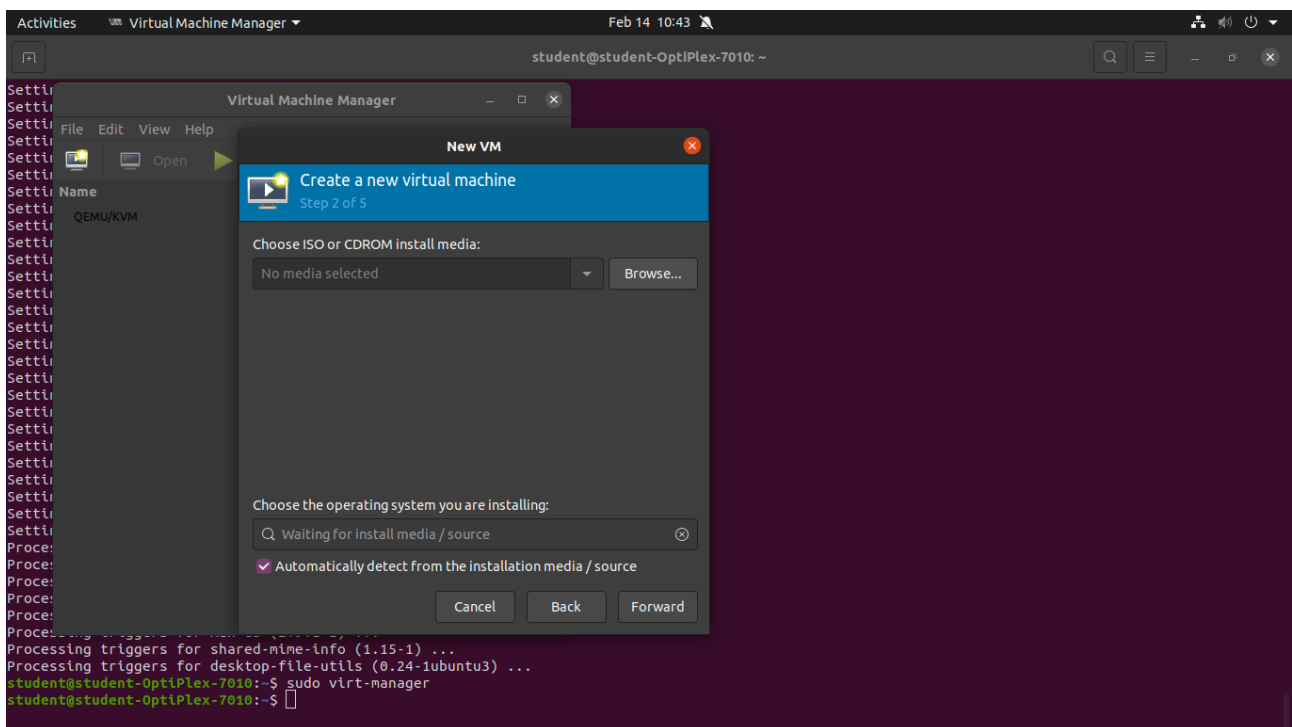 Activities Virtual Machine Manager Feb 14 10:43
student@student-OptiPlex-7010: ~
Virtual Machine Manager
File Edit View Help
Open
Name
QEMU/KVM
New VM
Create a new virtual machine
Step 2 of 5
Choose ISO or CDROM install media:
No media selected Browse...
Choose the operating system you are installing:
Waiting for install media / source
Automatically detect from the installation media / source
Cancel Back Forward
Processing triggers for shared-mime-info (1.15-1) ...
Processing triggers for desktop-file-utils (0.24-1ubuntu3) ...
student@student-OptiPlex-7010:~$ sudo virt-manager
student@student-OptiPlex-7010:~$